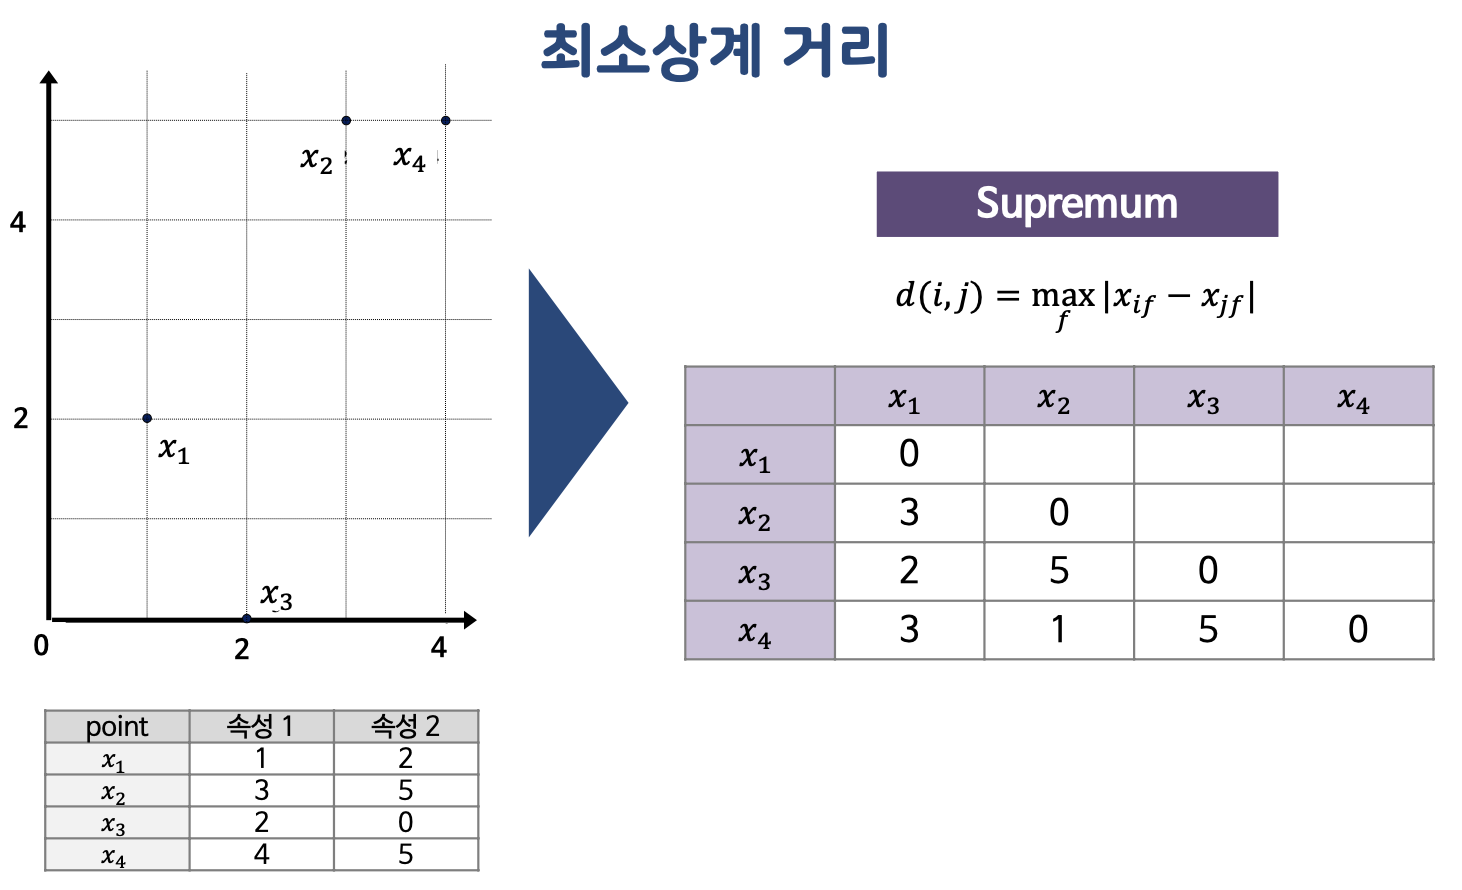 최소상계 거리
x₂ x₄
4
2
x₁
x₃
0 2 4
Supremum
d(i, j) = max |x_if − x_jf|
f
x₁ x₂ x₃ x₄
x₁ 0
x₂ 3 0
x₃ 2 5 0
x₄ 3 1 5 0
point 속성 1 속성 2
x₁ 1 2
x₂ 3 5
x₃ 2 0
x₄ 4 5